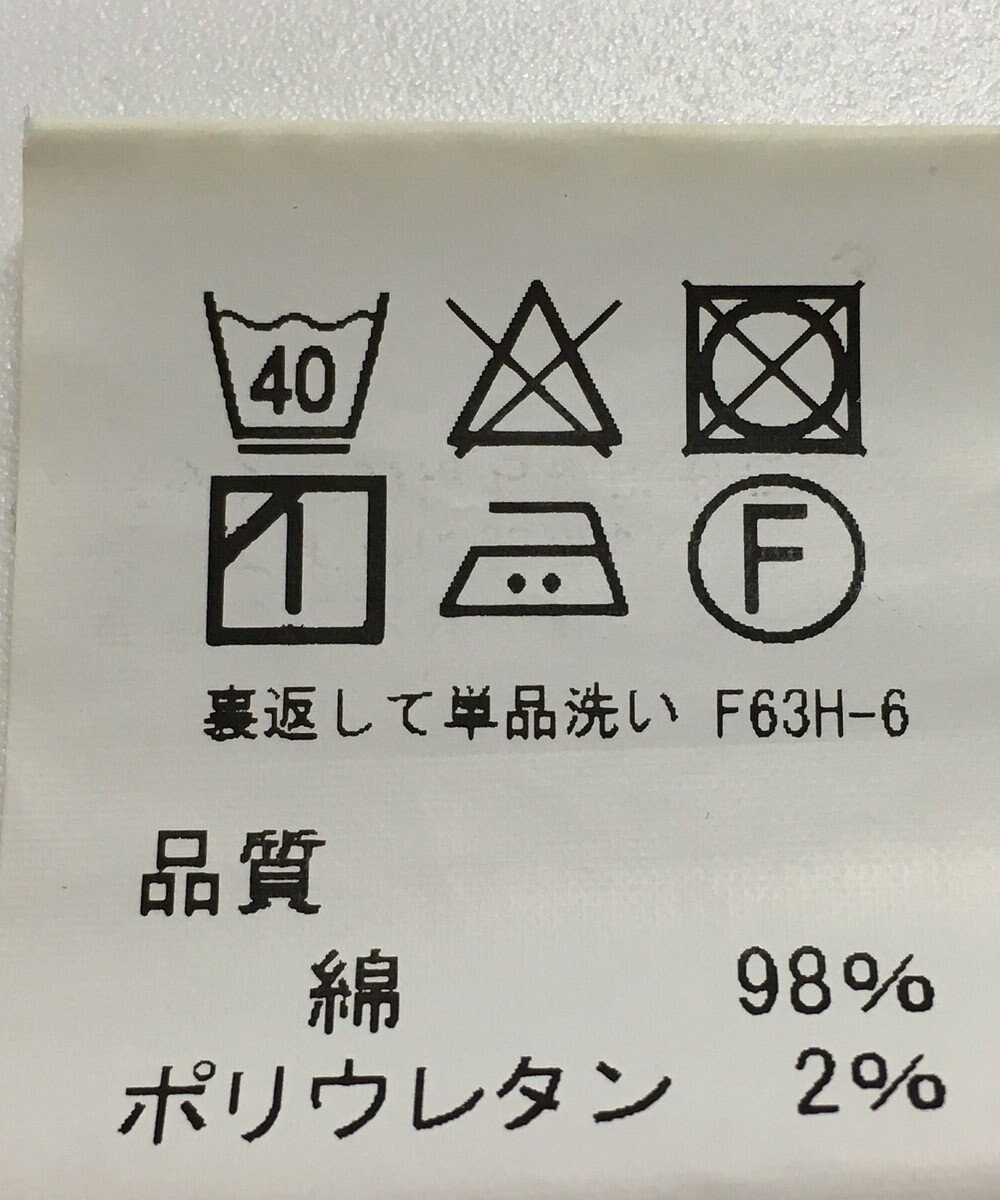 40
F
裏返して単品洗い F63H-6
品質
綿 98%
ポリウレタン 2%